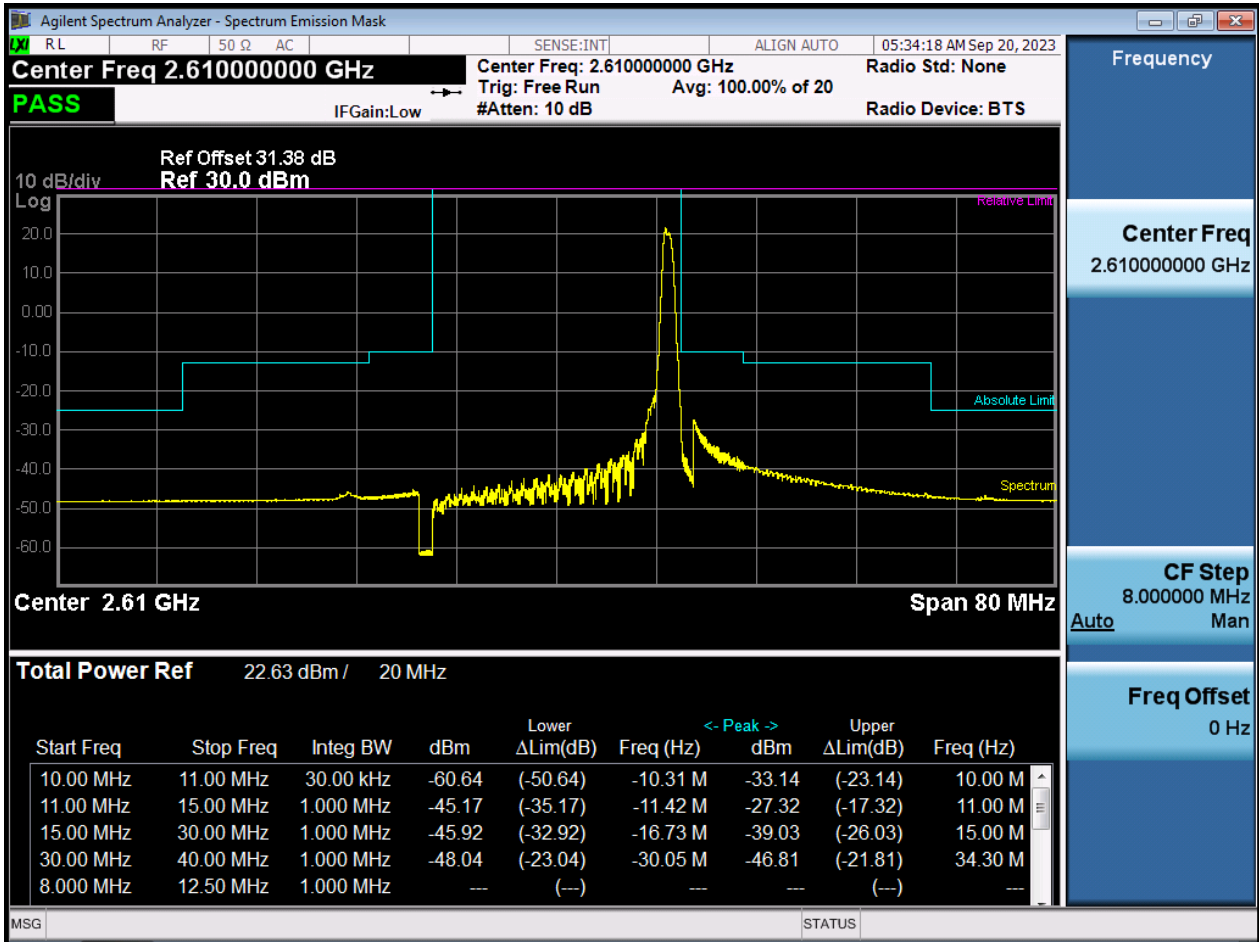 Agilent Spectrum Analyzer - Spectrum Emission Mask
LXI RL RF 50 Ω AC SENSE:INT ALIGN AUTO 05:34:18 AM Sep 20, 2023
Center Freq 2.610000000 GHz
PASS
IFGain:Low
Center Freq: 2.610000000 GHz
Trig: Free Run Avg: 100.00% of 20
#Atten: 10 dB
Radio Std: None
Radio Device: BTS
Ref Offset 31.38 dB
10 dB/div Ref 30.0 dBm
Log
Relative Limit
20.0
10.0
0.00
-10.0
-20.0
Absolute Limit
-30.0
-40.0
Spectrum
-50.0
-60.0
Center 2.61 GHz Span 80 MHz
Total Power Ref 22.63 dBm / 20 MHz
Lower <- Peak -> Upper
Start Freq Stop Freq Integ BW dBm ΔLim(dB) Freq (Hz) dBm ΔLim(dB) Freq (Hz)
10.00 MHz 11.00 MHz 30.00 kHz -60.64 (-50.64) -10.31 M -33.14 (-23.14) 10.00 M
11.00 MHz 15.00 MHz 1.000 MHz -45.17 (-35.17) -11.42 M -27.32 (-17.32) 11.00 M
15.00 MHz 30.00 MHz 1.000 MHz -45.92 (-32.92) -16.73 M -39.03 (-26.03) 15.00 M
30.00 MHz 40.00 MHz 1.000 MHz -48.04 (-23.04) -30.05 M -46.81 (-21.81) 34.30 M
8.000 MHz 12.50 MHz 1.000 MHz --- (---) --- --- (---) ---
MSG STATUS
Frequency
Center Freq
2.610000000 GHz
CF Step
8.000000 MHz
Auto Man
Freq Offset
0 Hz